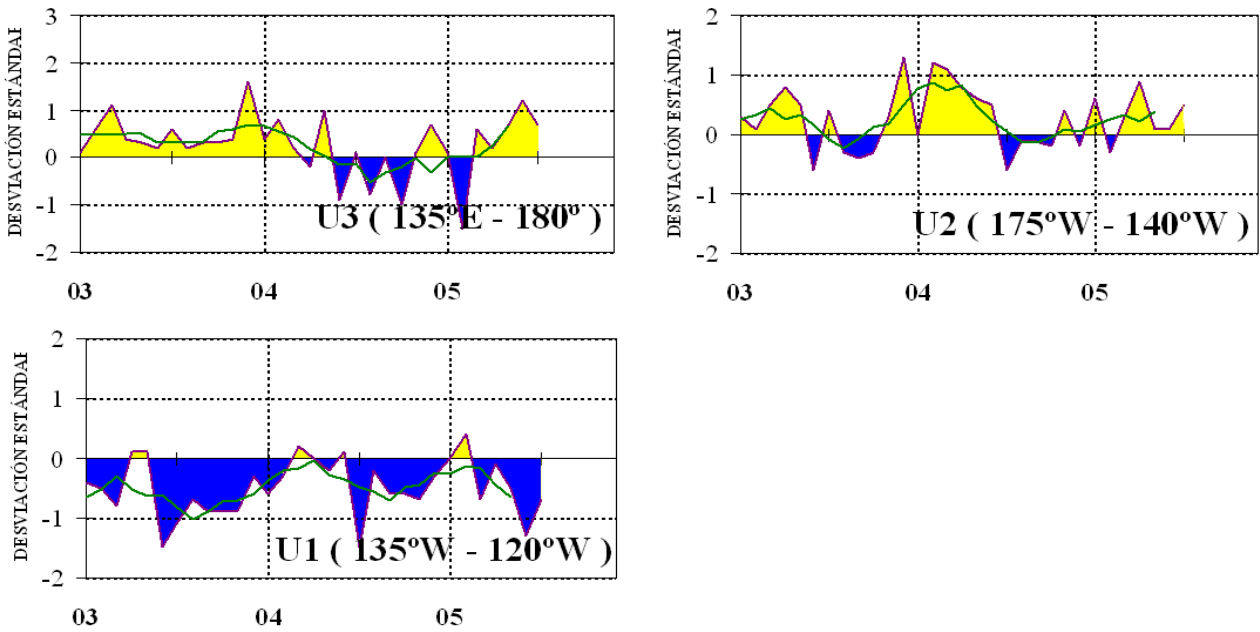 DESVIACIÓN ESTÁNDAI
3
2
1
0
-1
-2
U3 ( 135ºE - 180º )
03 04 05
DESVIACIÓN ESTÁNDAI
2
1
0
-1
-2
U2 ( 175ºW - 140ºW )
03 04 05
DESVIACIÓN ESTÁNDAI
2
1
0
-1
-2
U1 ( 135ºW - 120ºW )
03 04 05